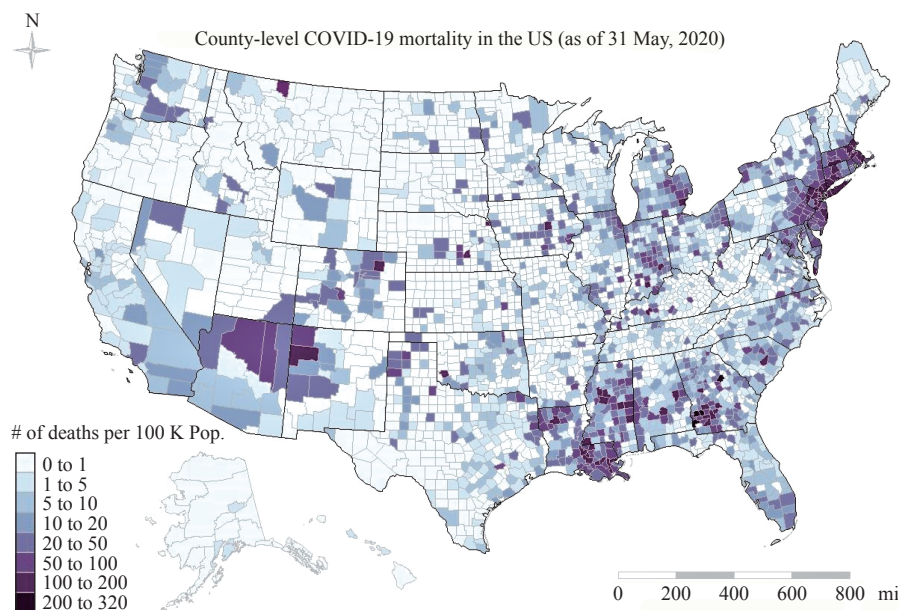 N
County-level COVID-19 mortality in the US (as of 31 May, 2020)
# of deaths per 100 K Pop.
0 to 1
1 to 5
5 to 10
10 to 20
20 to 50
50 to 100
100 to 200
200 to 320
0 200 400 600 800 mi